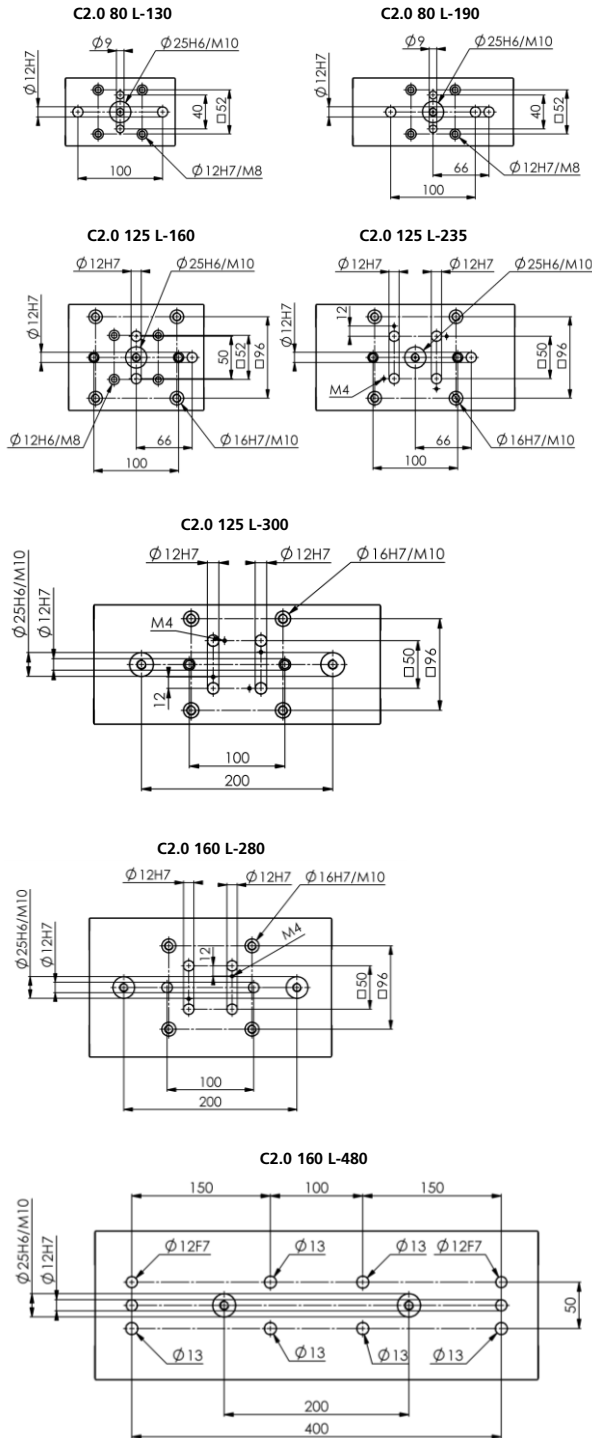 C2.0 80 L-130
Ø9
Ø25H6/M10
Ø12H7
40
□52
100
Ø12H7/M8
C2.0 80 L-190
Ø9
Ø25H6/M10
Ø12H7
40
□52
66
100
Ø12H7/M8
C2.0 125 L-160
Ø12H7
Ø25H6/M10
Ø12H7
50
□52
□96
Ø12H6/M8
66
Ø16H7/M10
100
C2.0 125 L-235
Ø12H7
Ø12H7
Ø25H6/M10
12
Ø12H7
M4
□50
□96
66
Ø16H7/M10
100
C2.0 125 L-300
Ø12H7
Ø12H7
Ø16H7/M10
Ø25H6/M10
Ø12H7
M4
12
□50
□96
100
200
C2.0 160 L-280
Ø12H7
Ø12H7
Ø16H7/M10
Ø25H6/M10
Ø12H7
12
M4
□50
□96
100
200
C2.0 160 L-480
150
100
150
Ø25H6/M10
Ø12H7
Ø12F7
Ø13
Ø13
Ø12F7
50
Ø13
Ø13
Ø13
Ø13
200
400